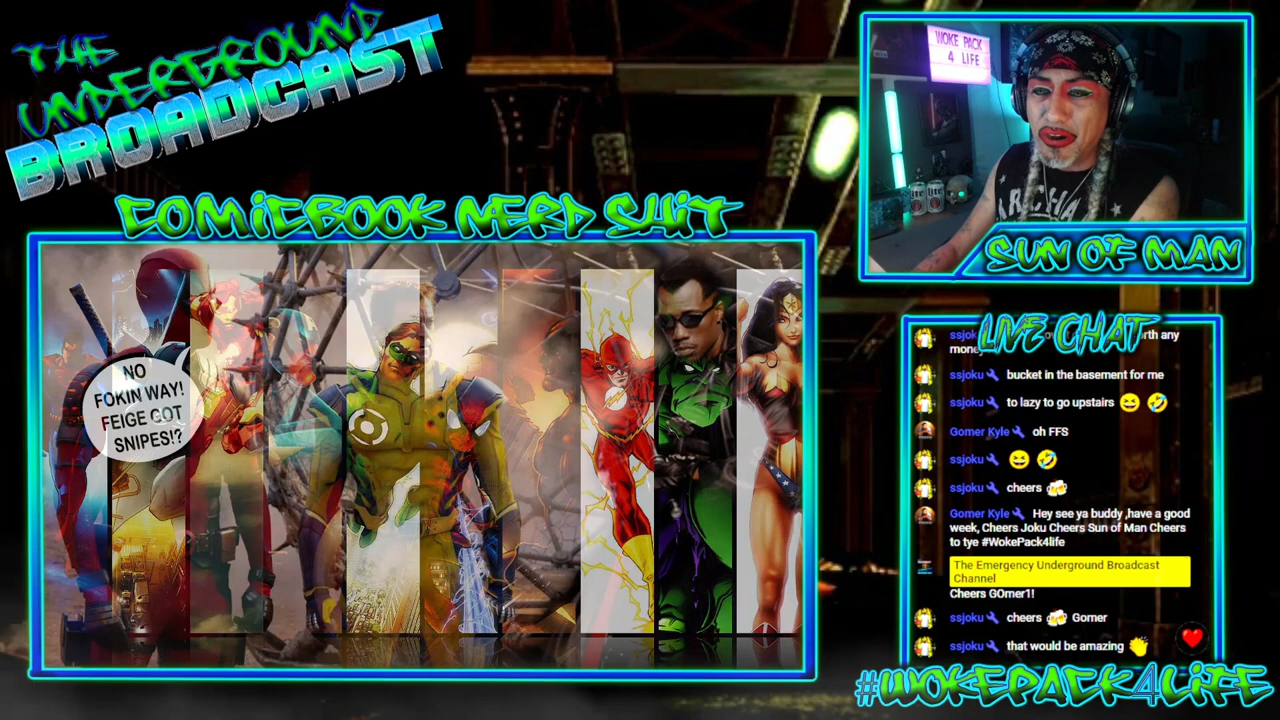 THE
UNDERGROUND
BROADCAST
COMICBOOK NERD SHIT
NO
FOKIN WAY!
FEIGE GOT
SNIPES!?
WOKE PACK
4 LIFE
SUN OF MAN
LIVE CHAT
orth any
mone
ssjoku bucket in the basement for me
ssjoku to lazy to go upstairs 😆 🤣
Gomer Kyle oh FFS
ssjoku 😆 🤣
ssjoku cheers 🍻
Gomer Kyle Hey see ya buddy ,have a good
week, Cheers Joku Cheers Sun of Man Cheers
to tye #WokePack4life
The Emergency Underground Broadcast
Channel
Cheers GOmer1!
ssjoku cheers 🍻 Gomer
ssjoku that would be amazing 👏
#WOKEPACK4LIFE